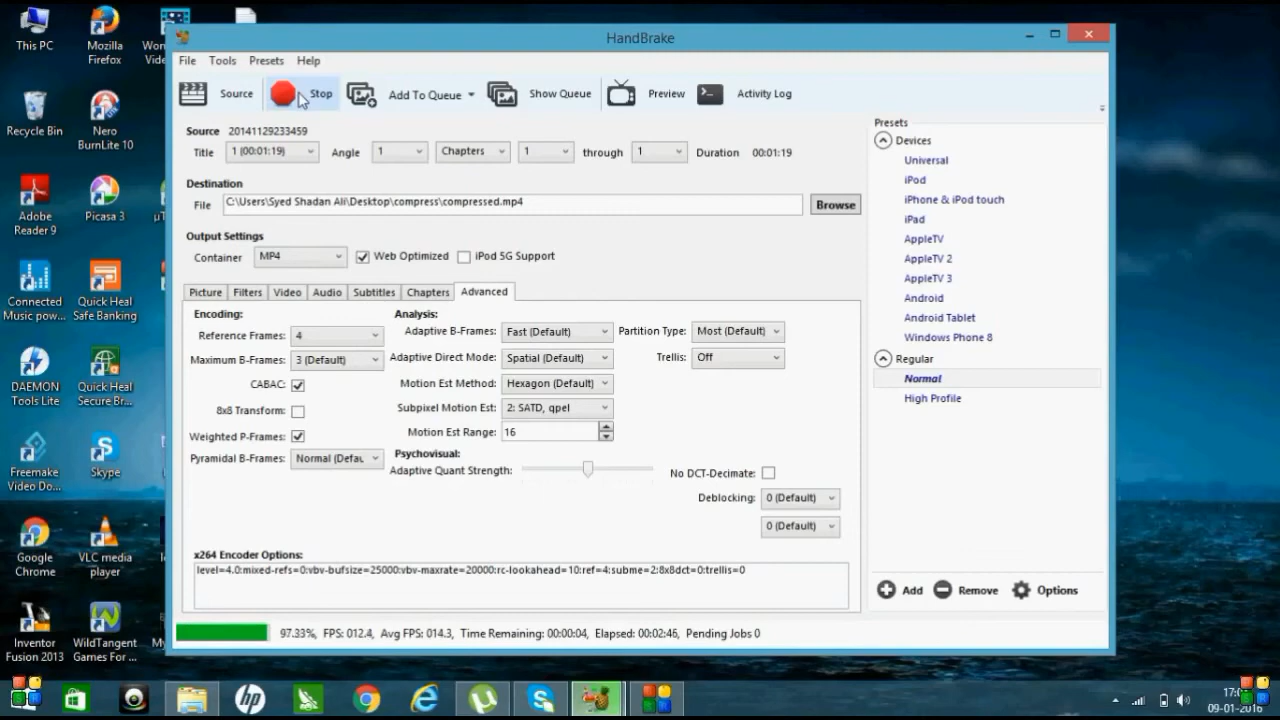 This PC
Mozilla Firefox
Recycle Bin
Nero BurnLite 10
Adobe Reader 9
Picasa 3
Connected Music pow...
Quick Heal Safe Banking
DAEMON Tools Lite
Quick Heal Secure Br...
Freemake Video Do...
Skype
Google Chrome
VLC media player
Inventor Fusion 2013
WildTangent Games For ...
HandBrake
File Tools Presets Help
Source Stop Add To Queue Show Queue Preview Activity Log
Source 20141129233459
Title 1 (00:01:19) Angle 1 Chapters 1 through 1 Duration 00:01:19
Destination
File C:\Users\Syed Shadan Ali\Desktop\compress\compressed.mp4 Browse
Output Settings
Container MP4 Web Optimized iPod 5G Support
Picture Filters Video Audio Subtitles Chapters Advanced
Encoding: Analysis:
Reference Frames: 4 Adaptive B-Frames: Fast (Default) Partition Type: Most (Default)
Maximum B-Frames: 3 (Default) Adaptive Direct Mode: Spatial (Default) Trellis: Off
CABAC: Motion Est Method: Hexagon (Default)
8x8 Transform: Subpixel Motion Est: 2: SATD, qpel
Weighted P-Frames: Motion Est Range: 16
Pyramidal B-Frames: Normal (Defau Psychovisual:
Adaptive Quant Strength: No DCT-Decimate:
Deblocking: 0 (Default)
0 (Default)
x264 Encoder Options:
level=4.0:mixed-refs=0:vbv-bufsize=25000:vbv-maxrate=20000:rc-lookahead=10:ref=4:subme=2:8x8dct=0:trellis=0
97.33%, FPS: 012.4, Avg FPS: 014.3, Time Remaining: 00:00:04, Elapsed: 00:02:46, Pending Jobs 0
Presets
Devices
Universal
iPod
iPhone & iPod touch
iPad
AppleTV
AppleTV 2
AppleTV 3
Android
Android Tablet
Windows Phone 8
Regular
Normal
High Profile
Add Remove Options
09-01-2016